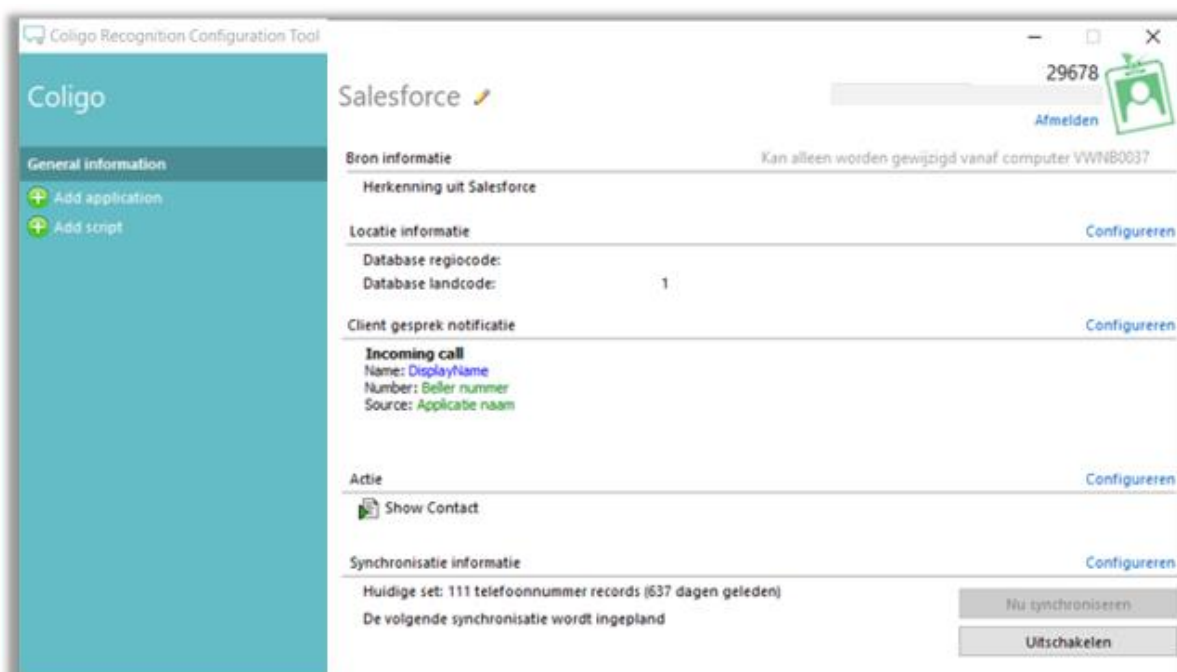 Coligo Recognition Configuration Tool
Coligo
General information
Add application
Add script
Salesforce
29678
Afmelden
Bron informatie
Kan alleen worden gewijzigd vanaf computer VWNB0037
Herkenning uit Salesforce
Locatie informatie
Configureren
Database regiocode:
Database landcode: 1
Client gesprek notificatie
Configureren
Incoming call
Name: DisplayName
Number: Beller nummer
Source: Applicatie naam
Actie
Configureren
Show Contact
Synchronisatie informatie
Configureren
Huidige set: 111 telefoonnummer records (637 dagen geleden)
De volgende synchronisatie wordt ingepland
Nu synchroniseren
Uitschakelen